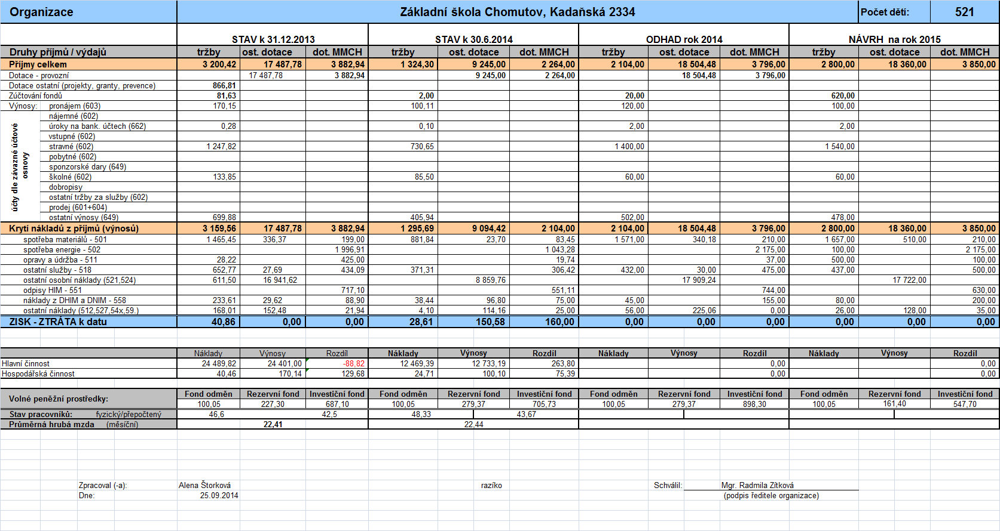 Organizace Základní škola Chomutov, Kadaňská 2334 Počet dětí: 521
STAV k 31.12.2013 STAV k 30.6.2014 ODHAD rok 2014 NÁVRH na rok 2015
Druhy příjmů / výdajů tržby ost. dotace dot. MMCH tržby ost. dotace dot. MMCH tržby ost. dotace dot. MMCH tržby ost. dotace dot. MMCH
Příjmy celkem 3 200,42 17 487,78 3 882,94 1 324,30 9 245,00 2 264,00 2 104,00 18 504,48 3 796,00 2 800,00 18 360,00 3 850,00
Dotace - provozní 17 487,78 3 882,94 9 245,00 2 264,00 18 504,48 3 796,00
Dotace ostatní (projekty, granty, prevence) 866,81
Zúčtování fondů 81,63 2,00 20,00 620,00
Výnosy: pronájem (603) 170,15 100,11 120,00 100,00
účty dle závazné účtové osnovy
nájemné (602)
úroky na bank. účtech (662) 0,28 0,10 2,00 2,00
vstupné (602)
stravné (602) 1 247,82 730,65 1 400,00 1 540,00
pobytné (602)
sponzorské dary (649)
školné (602) 133,85 85,50 60,00 60,00
dobropisy
ostatní tržby za služby (602)
prodej (601+604)
ostatní výnosy (649) 699,88 405,94 502,00 478,00
Krytí nákladů z příjmů (výnosů) 3 159,56 17 487,78 3 882,94 1 295,69 9 094,42 2 104,00 2 104,00 18 504,48 3 796,00 2 800,00 18 360,00 3 850,00
spotřeba materiálů - 501 1 465,45 336,37 199,00 881,84 23,70 83,45 1 571,00 340,18 210,00 1 657,00 510,00 210,00
spotřeba energie - 502 1 996,91 1 043,28 2 175,00 100,00 2 175,00
opravy a údržba - 511 28,22 425,00 19,74 37,00 500,00 100,00
ostatní služby - 518 652,77 27,69 434,09 371,31 306,42 432,00 30,00 475,00 437,00 500,00
ostatní osobní náklady (521,524) 611,50 16 941,62 8 859,76 17 909,24 17 722,00
odpisy HIM - 551 717,10 551,11 744,00 630,00
náklady z DHIM a DNIM - 558 233,61 29,62 88,90 38,44 96,80 75,00 45,00 155,00 80,00 200,00
ostatní náklady (512,527,54x,59.) 168,01 152,48 21,94 4,10 114,16 25,00 56,00 225,06 0,00 26,00 128,00 35,00
ZISK - ZTRÁTA k datu 40,86 0,00 0,00 28,61 150,58 160,00 0,00 0,00 0,00 0,00 0,00 0,00
Náklady Výnosy Rozdíl Náklady Výnosy Rozdíl Náklady Výnosy Rozdíl Náklady Výnosy Rozdíl
Hlavní činnost 24 489,82 24 401,00 -88,82 12 469,39 12 733,19 263,80 0,00 0,00
Hospodářská činnost 40,46 170,14 129,68 24,71 100,10 75,39 0,00 0,00
Volné peněžní prostředky: Fond odměn Rezervní fond Investiční fond Fond odměn Rezervní fond Investiční fond Fond odměn Rezervní fond Investiční fond Fond odměn Rezervní fond Investiční fond
100,05 227,30 687,10 100,05 279,37 705,73 100,05 279,37 898,30 100,05 161,40 547,70
Stav pracovníků: fyzický/přepočtený 46,6 42,5 48,33 43,67
Průměrná hrubá mzda (měsíční) 22,41 22,44
Zpracoval (-a): Alena Štorková razíko Schválil: Mgr. Radmila Zítková
Dne: 25.09.2014 (podpis ředitele organizace)